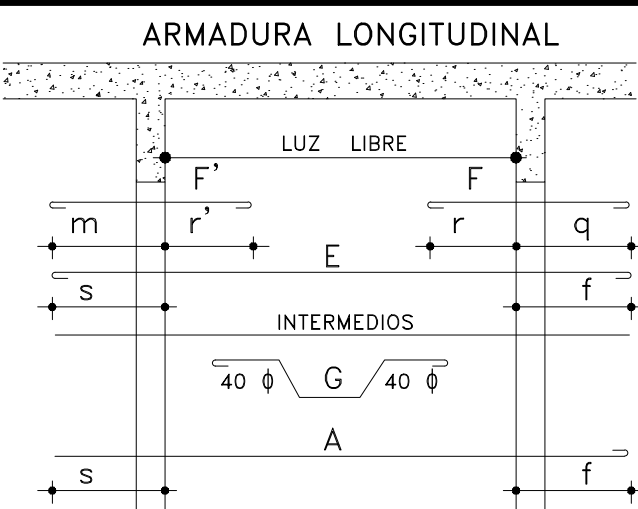 ARMADURA LONGITUDINAL
LUZ LIBRE
F' F
m r' r q
E
s f
INTERMEDIOS
40 ϕ G 40 ϕ
A
s f